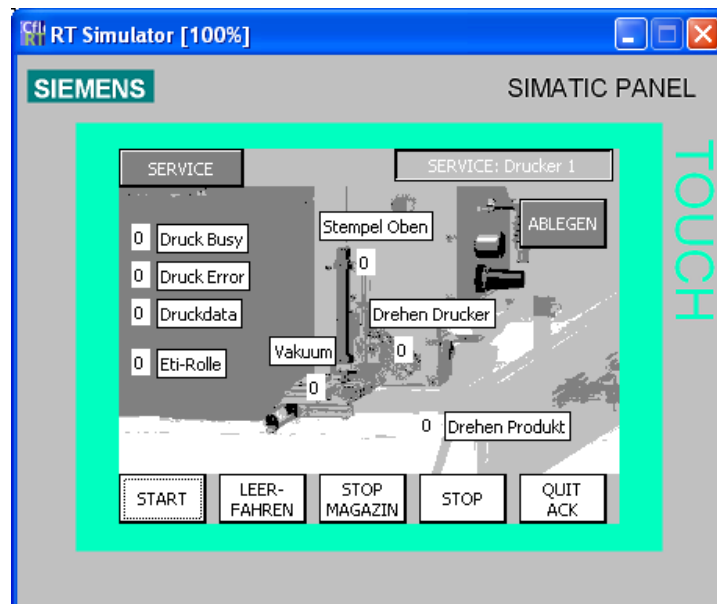 RT Simulator [100%]
SIEMENS
SIMATIC PANEL
TOUCH
SERVICE
SERVICE: Drucker 1
ABLEGEN
Stempel Oben
0
0 Druck Busy
0 Druck Error
0 Druckdata
0 Eti-Rolle
Drehen Drucker
0
Vakuum
0
0 Drehen Produkt
START
LEER-
FAHREN
STOP
MAGAZIN
STOP
QUIT
ACK